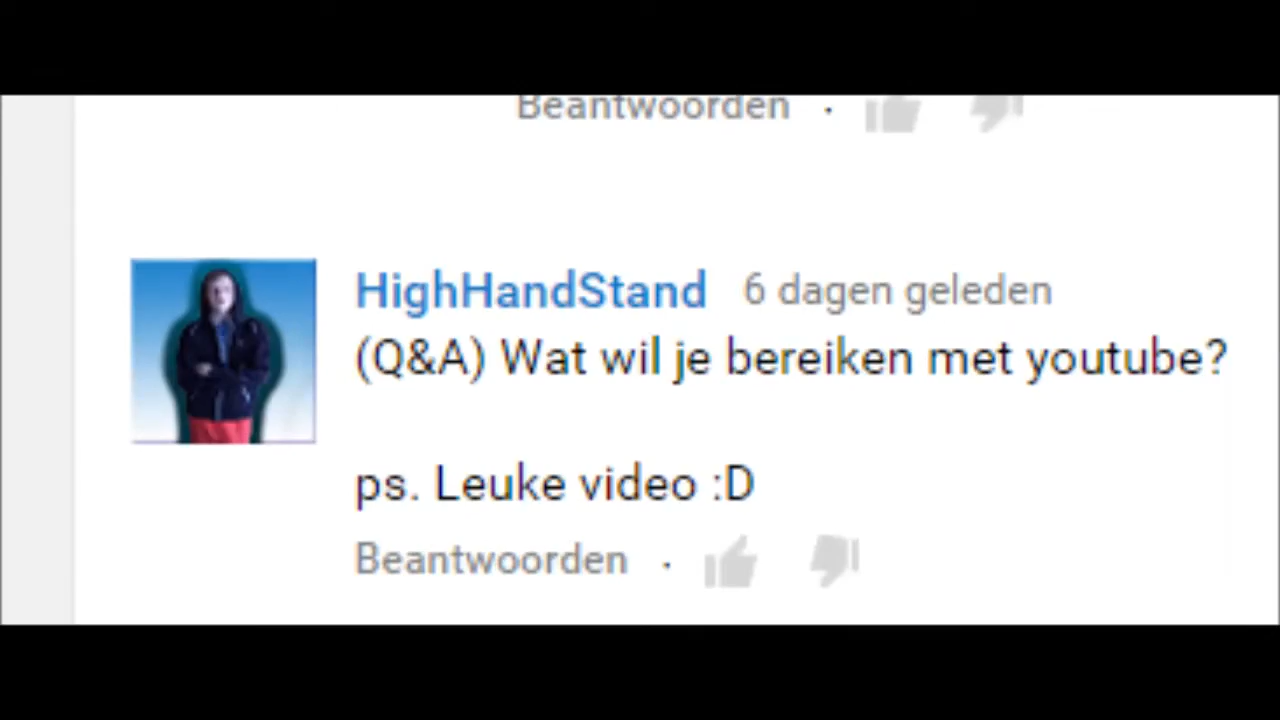 Beantwoorden ·
HighHandStand 6 dagen geleden
(Q&A) Wat wil je bereiken met youtube?
ps. Leuke video :D
Beantwoorden ·